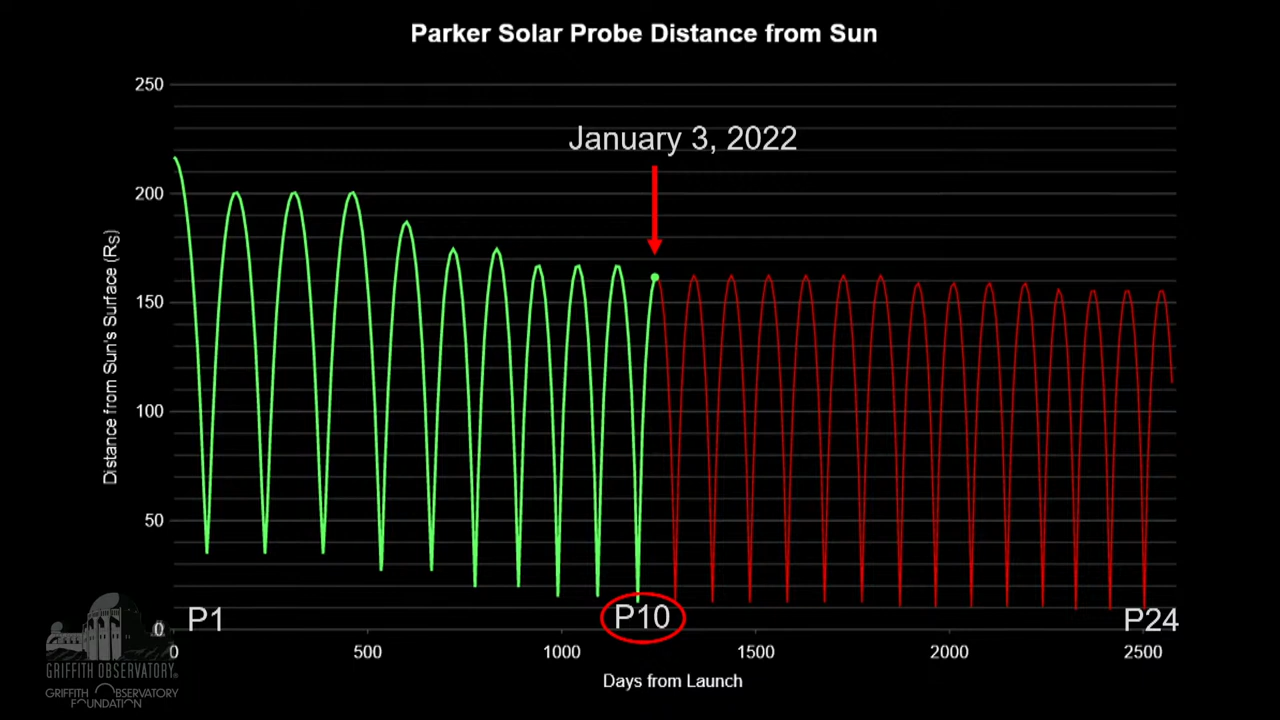 Parker Solar Probe Distance from Sun
250
January 3, 2022
200
150
100
50
0
Distance from Sun's Surface (Rs)
P1
P10
P24
0 500 1000 1500 2000 2500
Days from Launch
GRIFFITH OBSERVATORY®
GRIFFITH OBSERVATORY
FOUNDATION